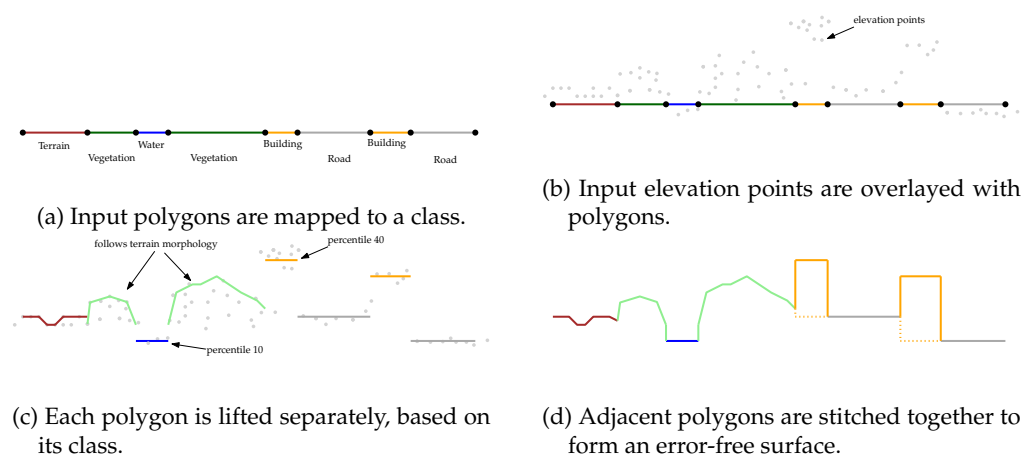 Terrain
Vegetation
Water
Vegetation
Building
Road
Building
Road
(a) Input polygons are mapped to a class.
elevation points
(b) Input elevation points are overlayed with
polygons.
follows terrain morphology
percentile 40
percentile 10
(c) Each polygon is lifted separately, based on
its class.
(d) Adjacent polygons are stitched together to
form an error-free surface.